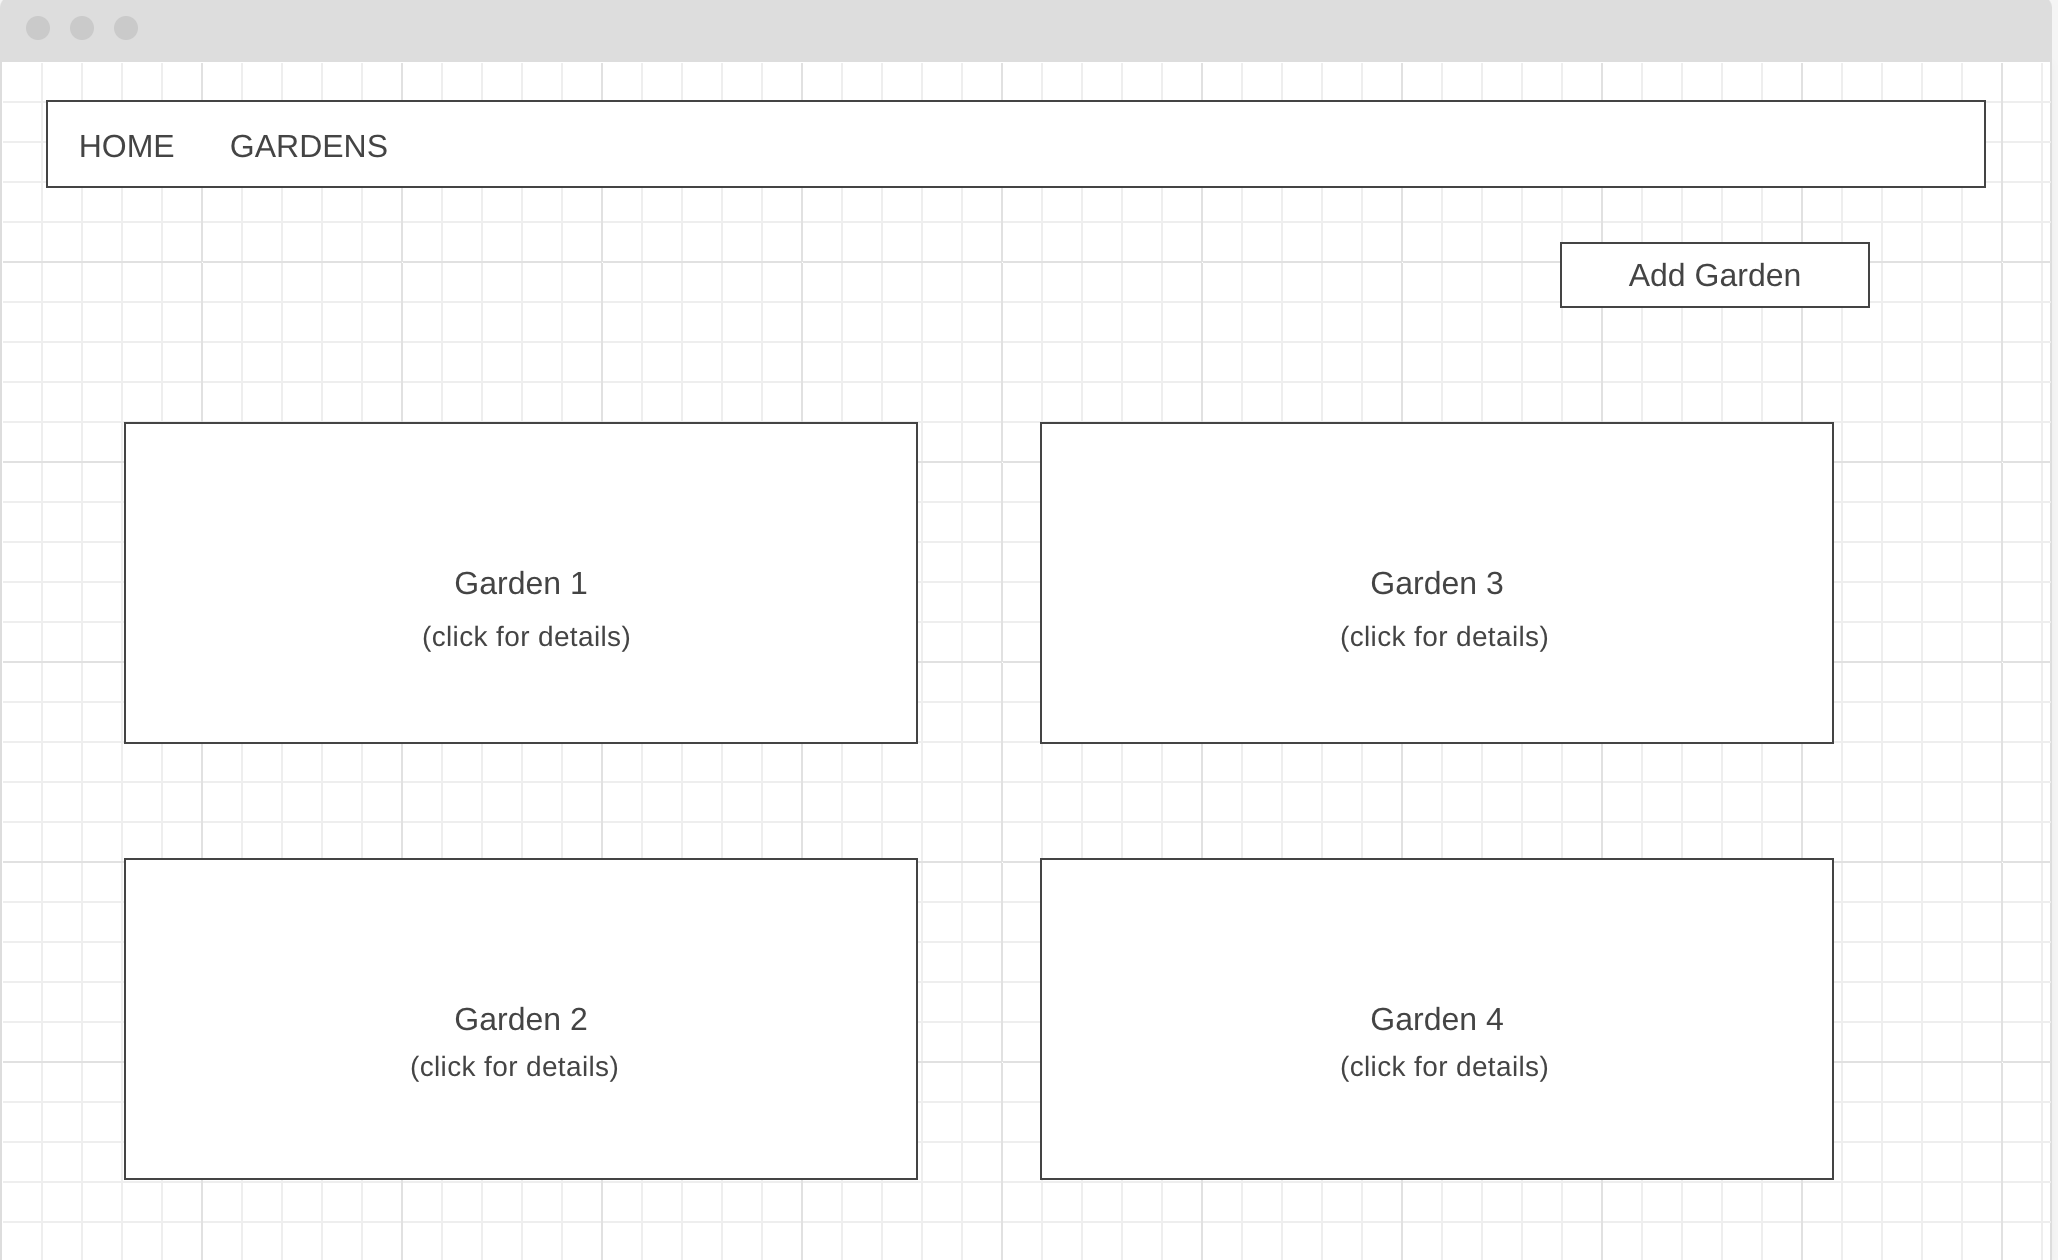 HOME GARDENS
Add Garden
Garden 1
(click for details)
Garden 3
(click for details)
Garden 2
(click for details)
Garden 4
(click for details)